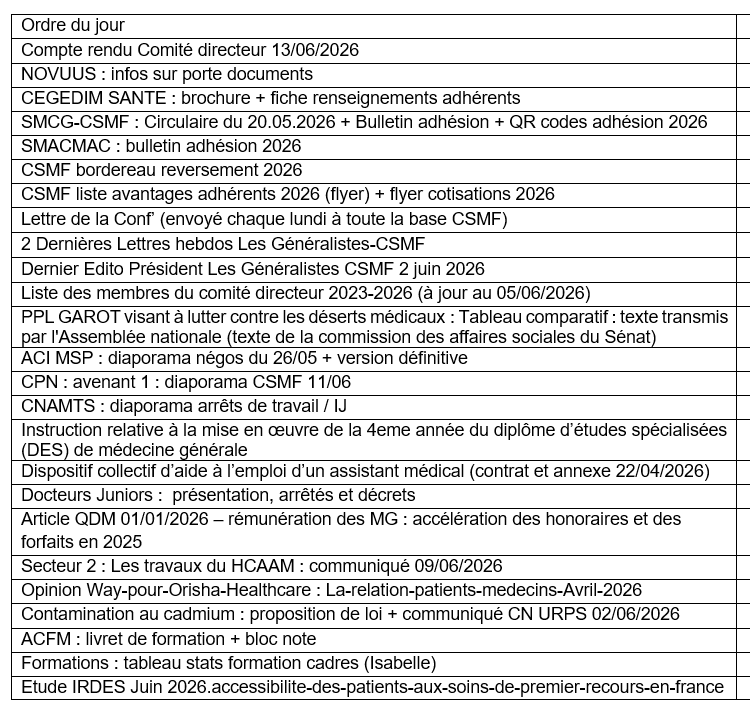 Ordre du jour
Compte rendu Comité directeur 13/06/2026
NOVUUS : infos sur porte documents
CEGEDIM SANTE : brochure + fiche renseignements adhérents
SMCG-CSMF : Circulaire du 20.05.2026 + Bulletin adhésion + QR codes adhésion 2026
SMACMAC : bulletin adhésion 2026
CSMF bordereau reversement 2026
CSMF liste avantages adhérents 2026 (flyer) + flyer cotisations 2026
Lettre de la Conf’ (envoyé chaque lundi à toute la base CSMF)
2 Dernières Lettres hebdos Les Généralistes-CSMF
Dernier Edito Président Les Généralistes CSMF 2 juin 2026
Liste des membres du comité directeur 2023-2026 (à jour au 05/06/2026)
PPL GAROT visant à lutter contre les déserts médicaux : Tableau comparatif : texte transmis
par l'Assemblée nationale (texte de la commission des affaires sociales du Sénat)
ACI MSP : diaporama négos du 26/05 + version définitive
CPN : avenant 1 : diaporama CSMF 11/06
CNAMTS : diaporama arrêts de travail / IJ
Instruction relative à la mise en œuvre de la 4eme année du diplôme d’études spécialisées
(DES) de médecine générale
Dispositif collectif d’aide à l’emploi d’un assistant médical (contrat et annexe 22/04/2026)
Docteurs Juniors :  présentation, arrêtés et décrets
Article QDM 01/01/2026 – rémunération des MG : accélération des honoraires et des
forfaits en 2025
Secteur 2 : Les travaux du HCAAM : communiqué 09/06/2026
Opinion Way-pour-Orisha-Healthcare : La-relation-patients-medecins-Avril-2026
Contamination au cadmium : proposition de loi + communiqué CN URPS 02/06/2026
ACFM : livret de formation + bloc note
Formations : tableau stats formation cadres (Isabelle)
Etude IRDES Juin 2026.accessibilite-des-patients-aux-soins-de-premier-recours-en-france